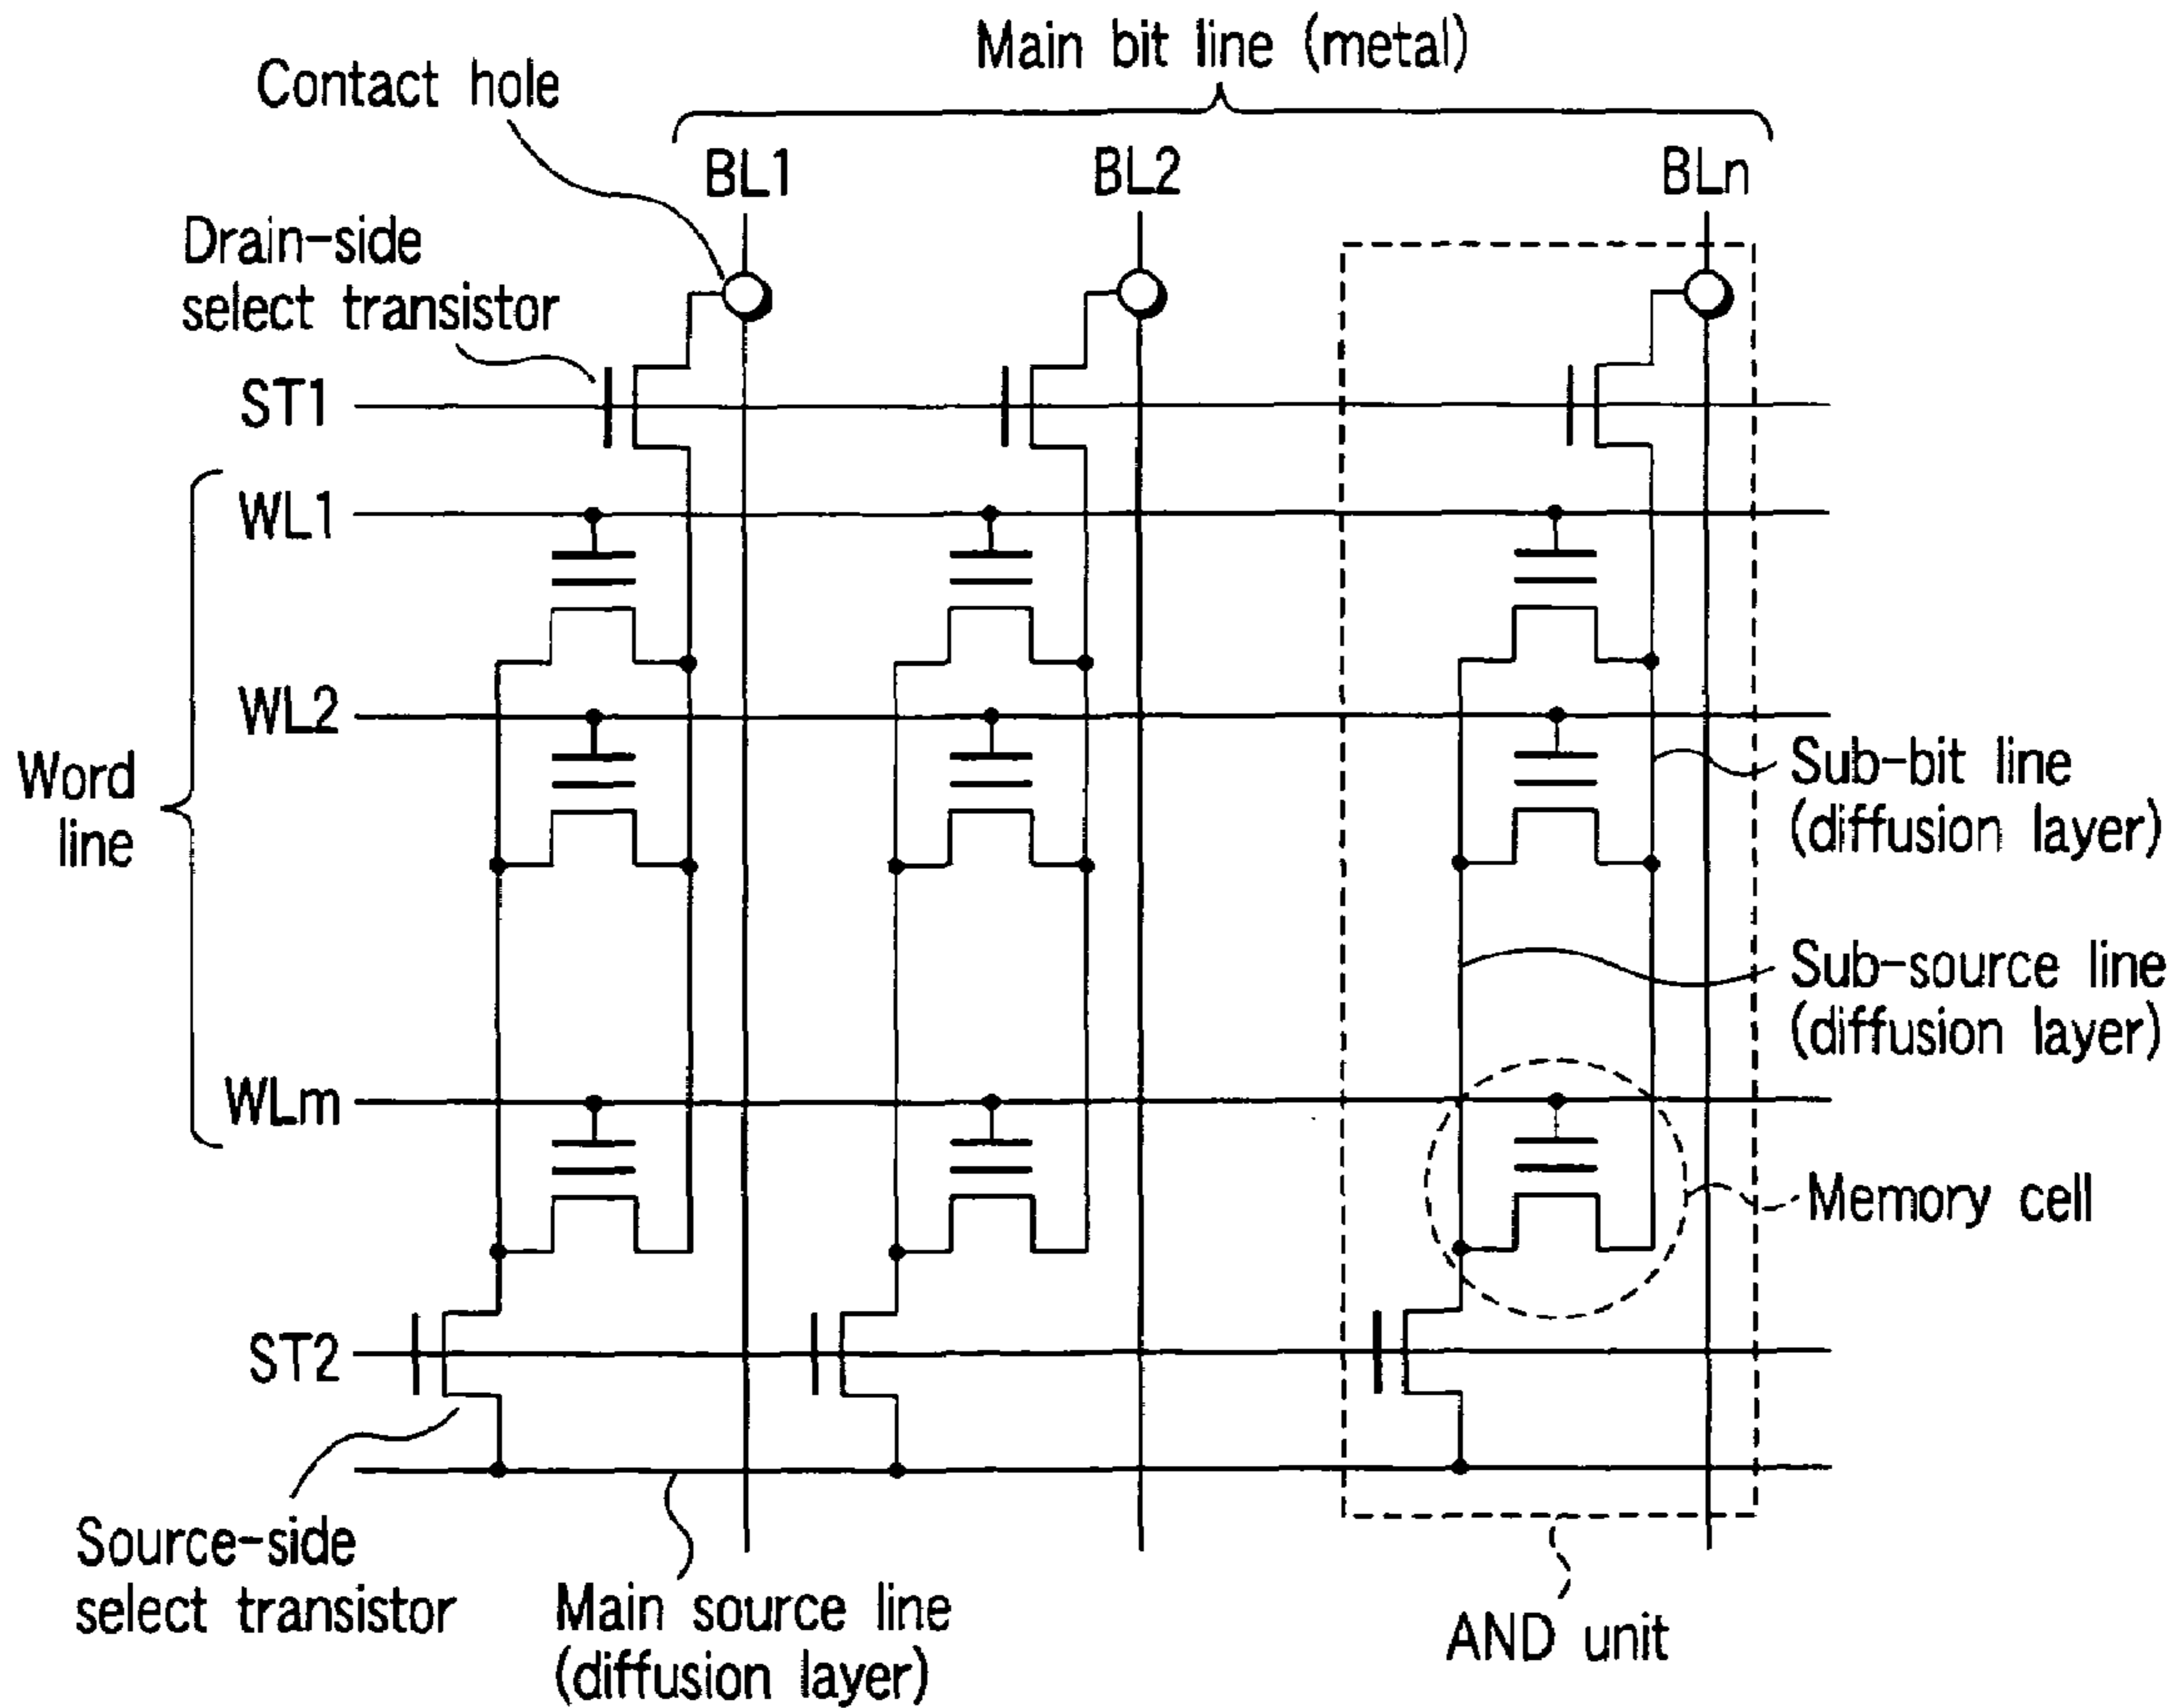 Main bit line (metal)
Contact hole
BL1
BL2
BLn
Drain-side
select transistor
ST1
WL1
WL2
Word
line
Sub-bit line
(diffusion layer)
Sub-source line
(diffusion layer)
WLm
Memory cell
ST2
Source-side
select transistor
Main source line
(diffusion layer)
AND unit